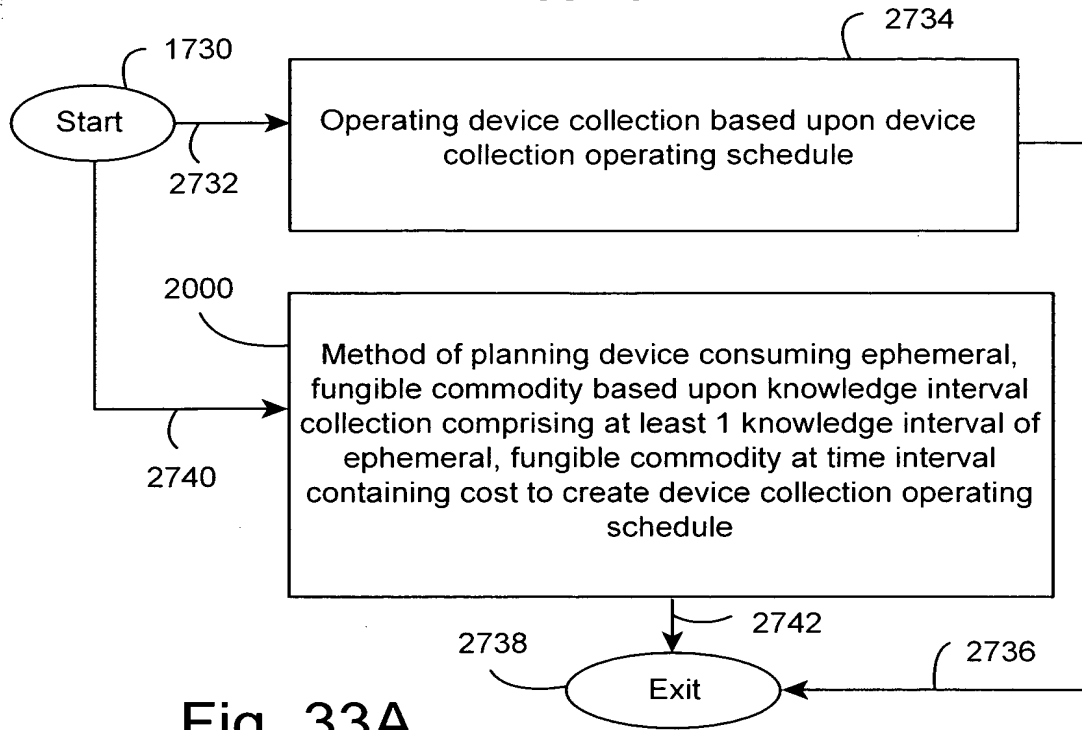 2734
1730
Start
Operating device collection based upon device
collection operating schedule
2732
2000
Method of planning device consuming ephemeral,
fungible commodity based upon knowledge interval
collection comprising at least 1 knowledge interval of
ephemeral, fungible commodity at time interval
containing cost to create device collection operating
schedule
2740
2742
2738
2736
Exit
Fig. 33A